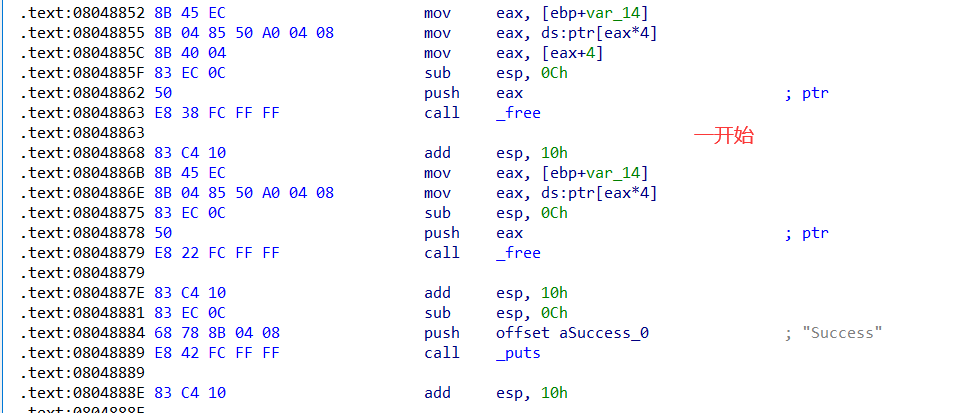 .text:08048852 8B 45 EC mov eax, [ebp+var_14]
.text:08048855 8B 04 85 50 A0 04 08 mov eax, ds:ptr[eax*4]
.text:0804885C 8B 40 04 mov eax, [eax+4]
.text:0804885F 83 EC 0C sub esp, 0Ch
.text:08048862 50 push eax ; ptr
.text:08048863 E8 38 FC FF FF call _free
.text:08048863 一开始
.text:08048868 83 C4 10 add esp, 10h
.text:0804886B 8B 45 EC mov eax, [ebp+var_14]
.text:0804886E 8B 04 85 50 A0 04 08 mov eax, ds:ptr[eax*4]
.text:08048875 83 EC 0C sub esp, 0Ch
.text:08048878 50 push eax ; ptr
.text:08048879 E8 22 FC FF FF call _free
.text:08048879
.text:0804887E 83 C4 10 add esp, 10h
.text:08048881 83 EC 0C sub esp, 0Ch
.text:08048884 68 78 8B 04 08 push offset aSuccess_0 ; "Success"
.text:08048889 E8 42 FC FF FF call _puts
.text:08048889
.text:0804888E 83 C4 10 add esp, 10h